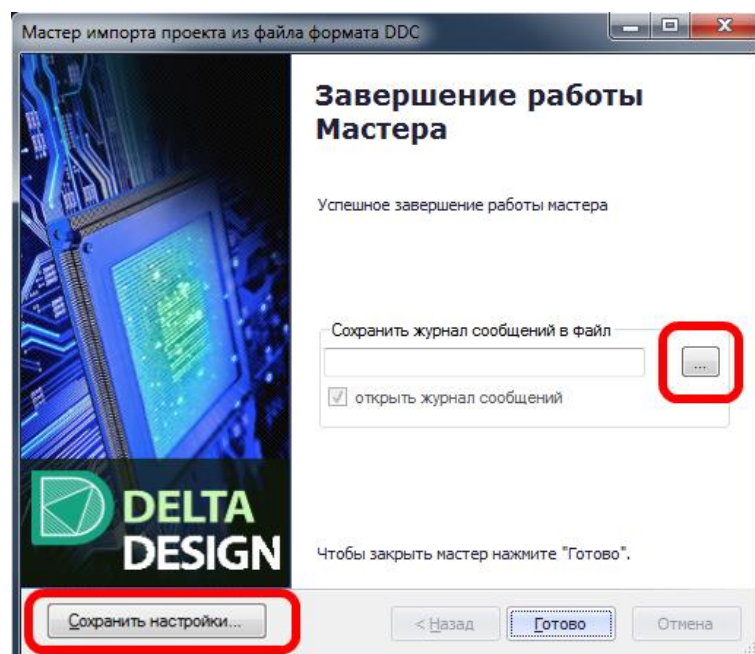 Мастер импорта проекта из файла формата DDC
Завершение работы
Мастера
Успешное завершение работы мастера
Сохранить журнал сообщений в файл
...
открыть журнал сообщений
DELTA
DESIGN
Чтобы закрыть мастер нажмите "Готово".
Сохранить настройки...
< Назад
Готово
Отмена